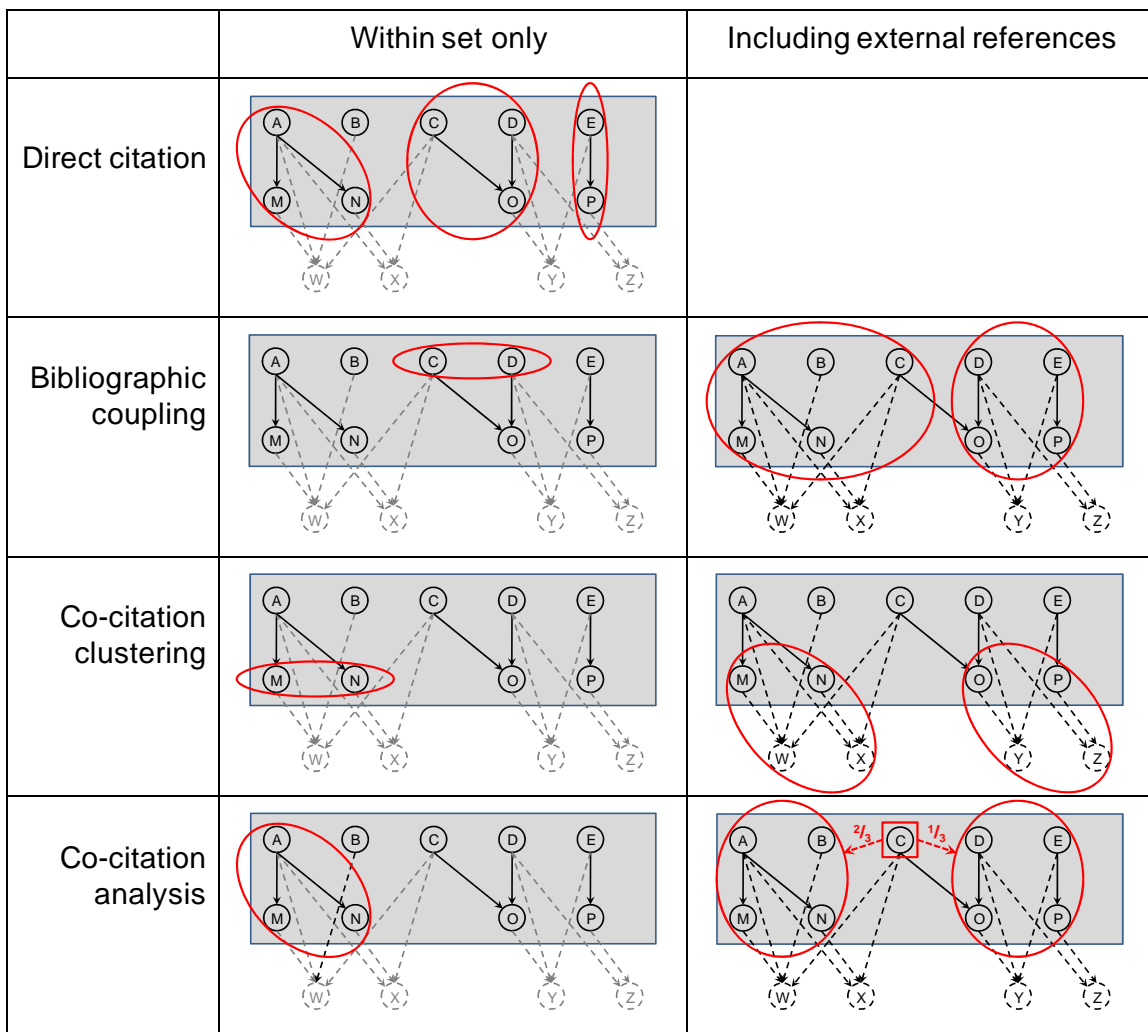 Within set only
Including external references
Direct citation
A B C D E
M N O P
W X Y Z
Bibliographic
coupling
A B C D E
M N O P
W X Y Z
A B C D E
M N O P
W X Y Z
Co-citation
clustering
A B C D E
M N O P
W X Y Z
A B C D E
M N O P
W X Y Z
Co-citation
analysis
A B C D E
M N O P
W X Y Z
A B 2/3 C 1/3 D E
M N O P
W X Y Z